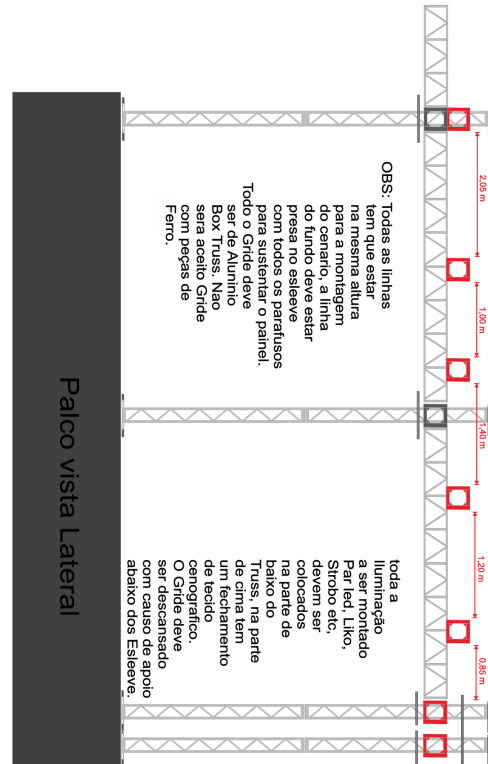 2,05 m
1,00 m
1,40 m
1,20 m
0,85 m
OBS: Todas as linhas
tem que estar
na mesma altura
para a montagem
do cenario, a linha
do fundo deve estar
presa no esleeve
com todos os parafusos
para sustentar o painel.
Todo o Gride deve
ser de Aluninio
Box Truss. Nao
sera aceito Gride
com peças de
Ferro.
toda a
Iluminação
a ser montado
Par led, Liko,
Strobo etc,
devem ser
colocados
na parte de
baixo do
Truss, na parte
de cima tem
um fechamento
de tecido
cenografico.
O Gride deve
ser descansado
com causo de apoio
abaixo dos Esleeve.
Palco vista Lateral